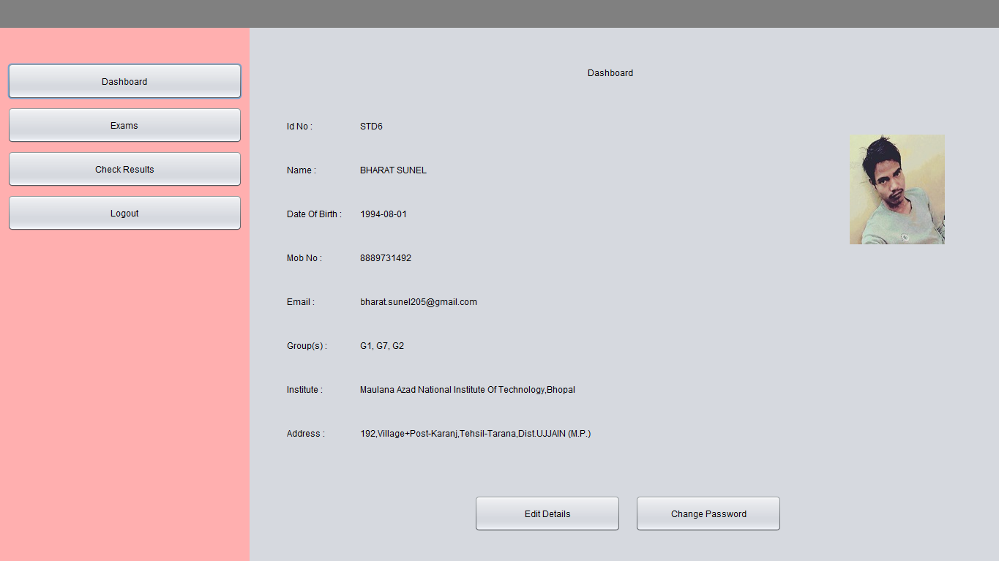 Dashboard
Exams
Check Results
Logout
Dashboard
Id No : STD6
Name : BHARAT SUNEL
Date Of Birth : 1994-08-01
Mob No : 8889731492
Email : bharat.sunel205@gmail.com
Group(s) : G1, G7, G2
Institute : Maulana Azad National Institute Of Technology,Bhopal
Address : 192,Village+Post-Karanj,Tehsil-Tarana,Dist.UJJAIN (M.P.)
Edit Details
Change Password